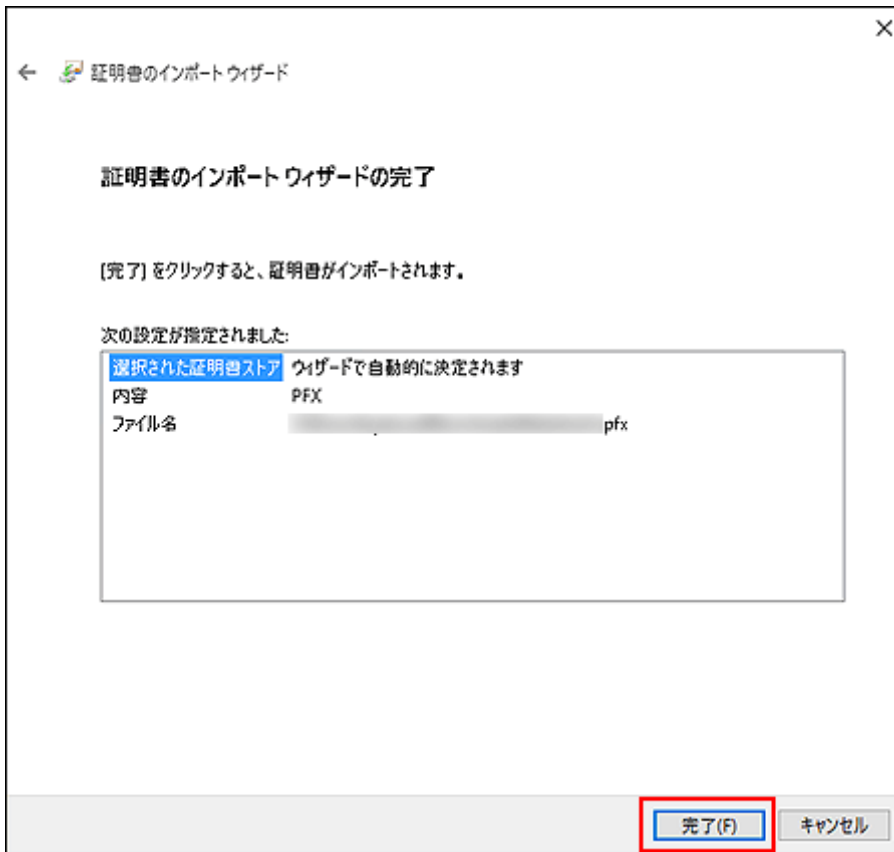 証明書のインポート ウィザード
証明書のインポート ウィザードの完了
[完了] をクリックすると、証明書がインポートされます。
次の設定が指定されました:
選択された証明書ストア ウィザードで自動的に決定されます
内容 PFX
ファイル名 pfx
完了(F) キャンセル